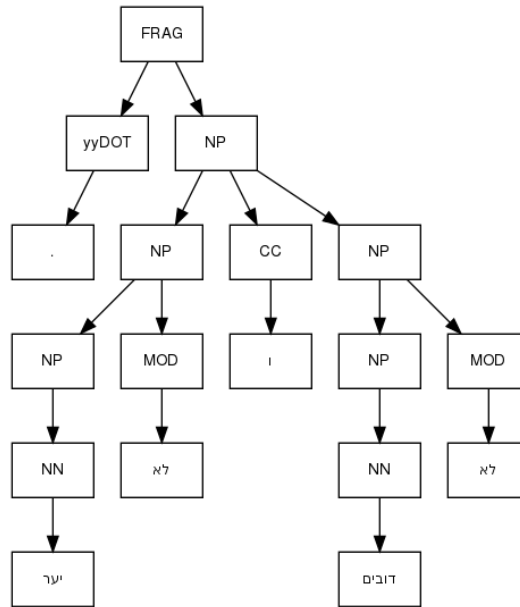 FRAG
yyDOT NP
. NP CC NP
NP MOD ו NP MOD
NN לא NN לא
יער דובים